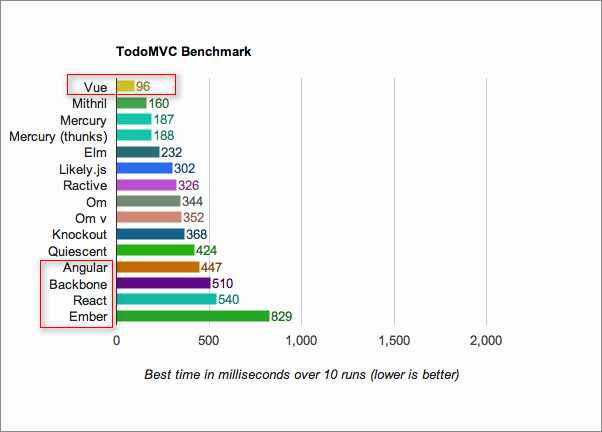 TodoMVC Benchmark
Vue 96
Mithril 160
Mercury 187
Mercury (thunks) 188
Elm 232
Likely.js 302
Ractive 326
Om 344
Om v 352
Knockout 368
Quiescent 424
Angular 447
Backbone 510
React 540
Ember 829
0 500 1,000 1,500 2,000
Best time in milliseconds over 10 runs (lower is better)